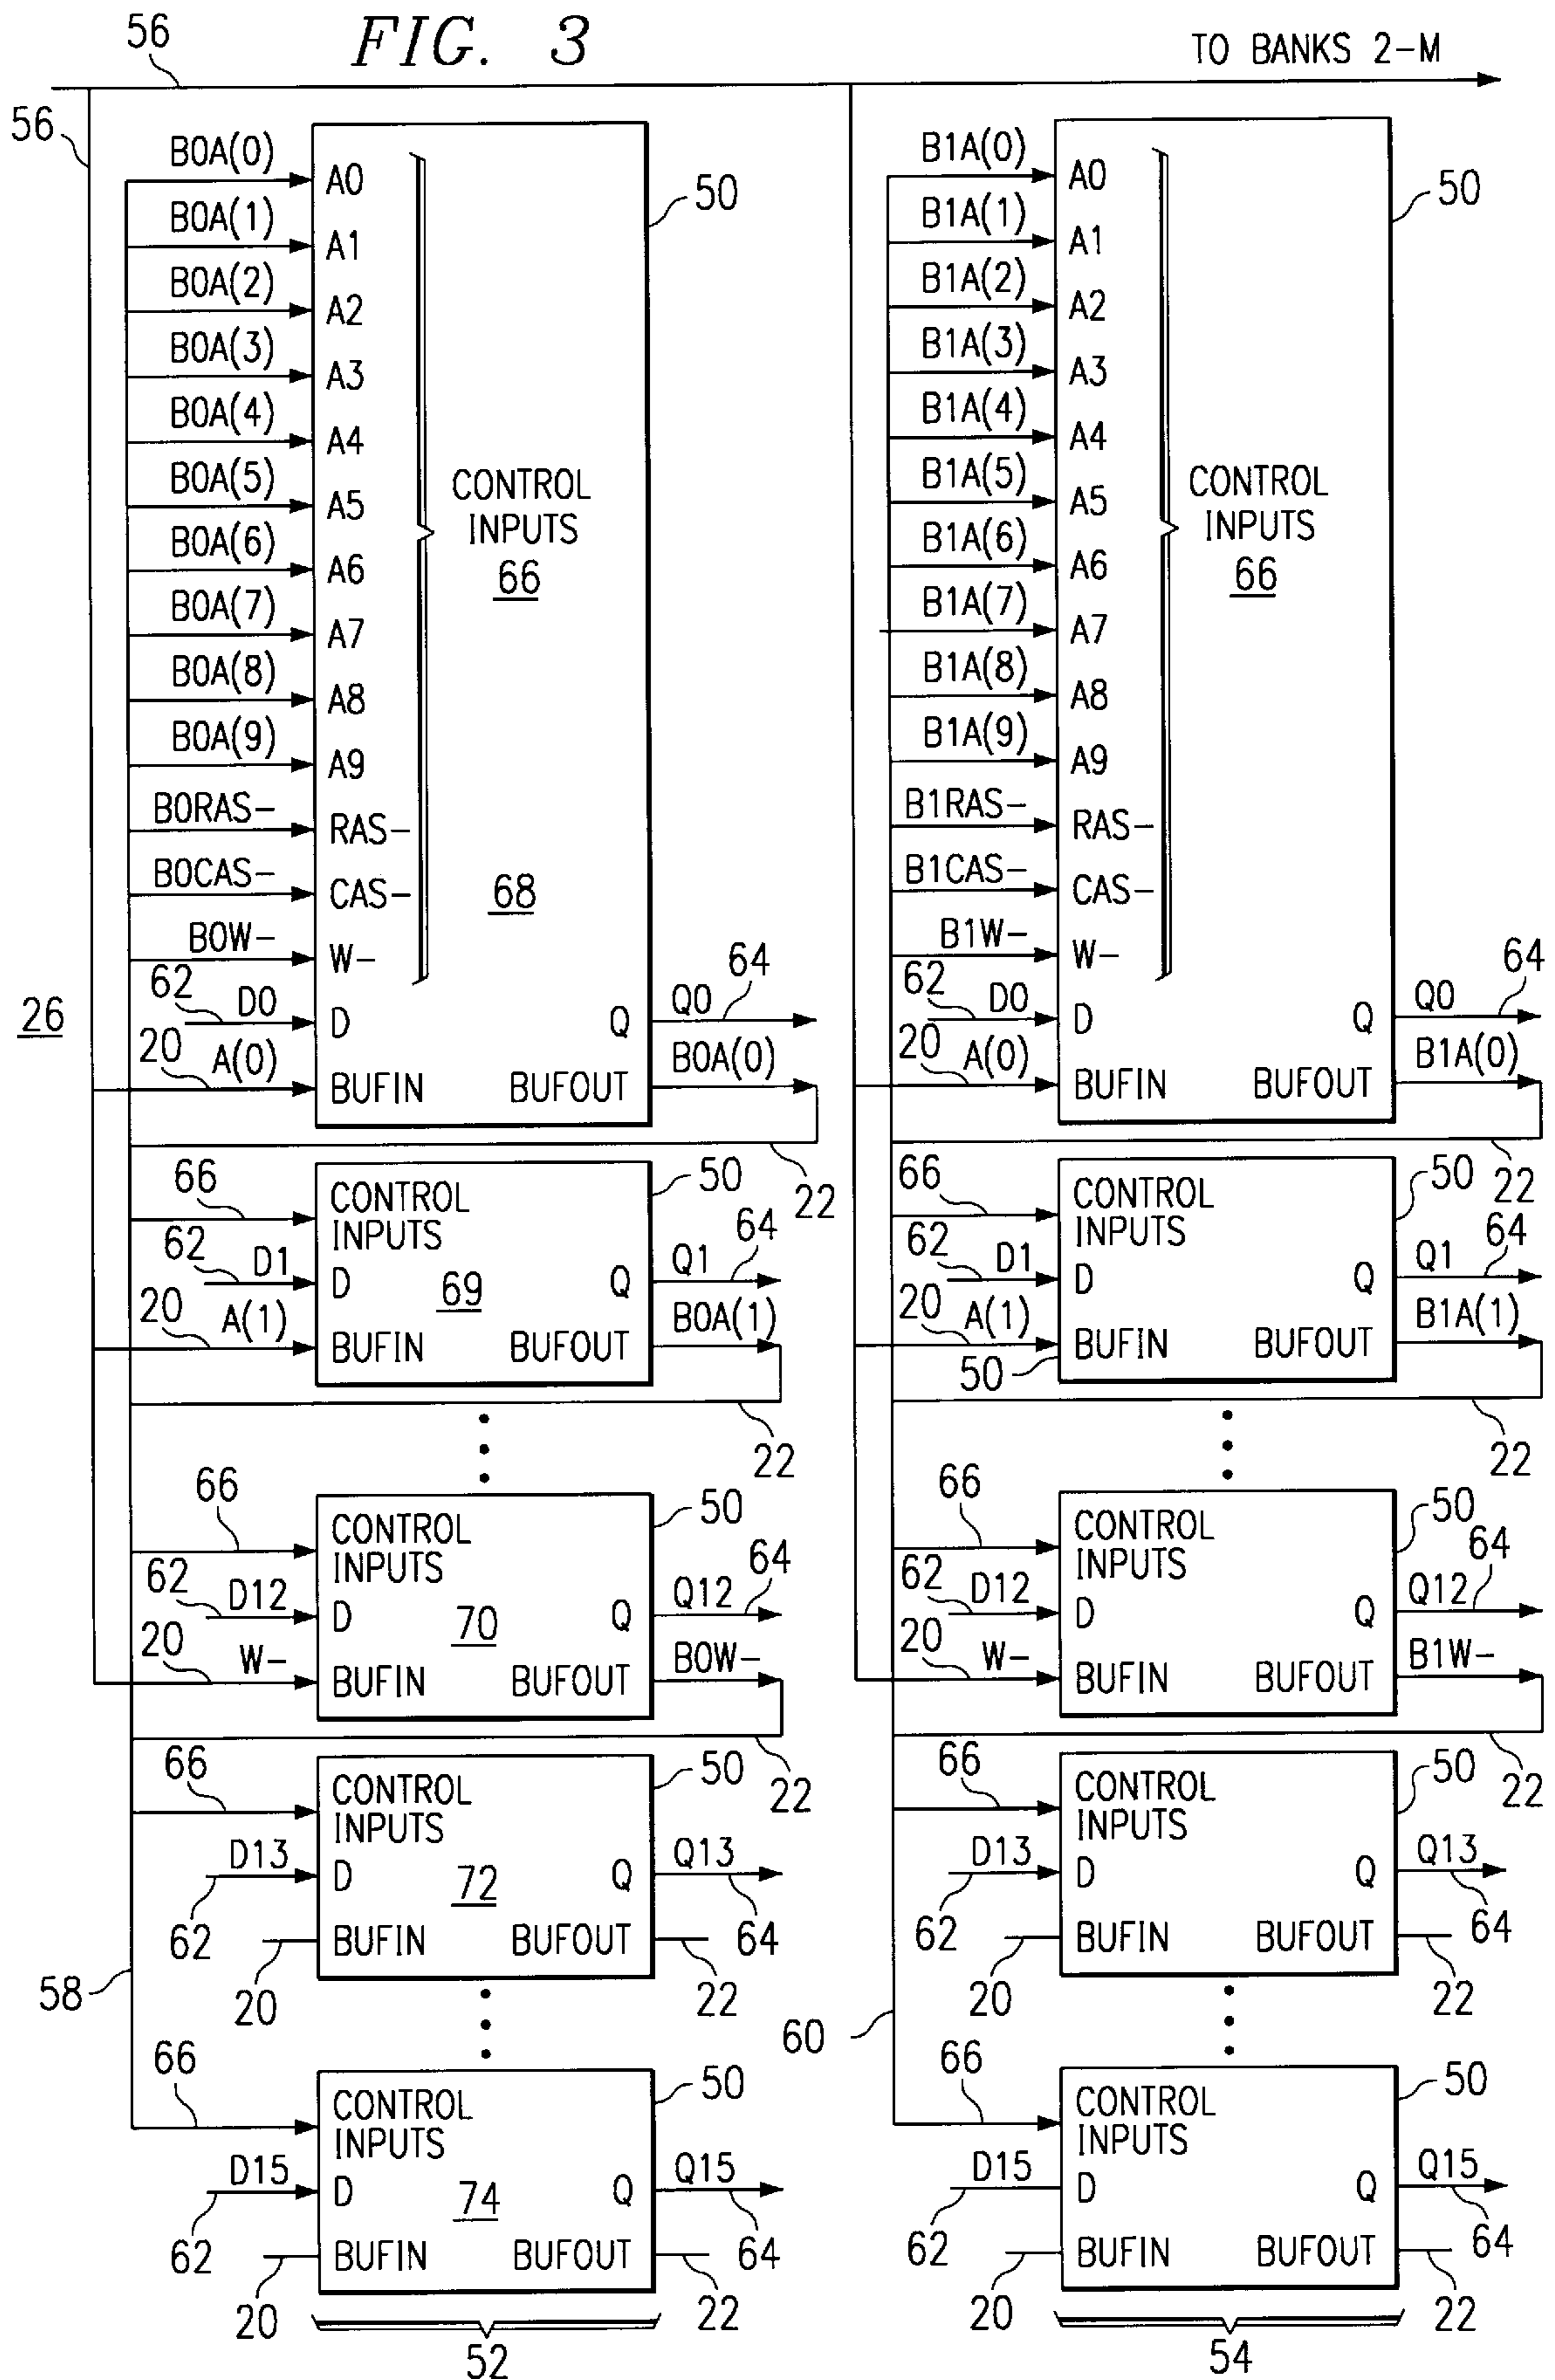 FIG. 3
56
TO BANKS 2-M
56
B0A(0)
A0
B0A(1)
A1
B0A(2)
A2
B0A(3)
A3
B0A(4)
A4
B0A(5)
A5
B0A(6)
A6
B0A(7)
A7
B0A(8)
A8
B0A(9)
A9
B0RAS-
RAS-
B0CAS-
CAS-
B0W-
W-
CONTROL
INPUTS
66
68
50
62
D0
D
Q
Q0
64
26
20
A(0)
BUFIN
BUFOUT
B0A(0)
22
66
CONTROL
INPUTS
50
62
D1
D
69
Q
Q1
64
20
A(1)
BUFIN
BUFOUT
B0A(1)
22
66
CONTROL
INPUTS
50
62
D12
D
70
Q
Q12
64
20
W-
BUFIN
BUFOUT
B0W-
22
66
CONTROL
INPUTS
50
D13
D
72
Q
Q13
62
BUFIN
BUFOUT
64
20
22
58
66
CONTROL
INPUTS
50
D15
D
74
Q
Q15
62
BUFIN
BUFOUT
64
20
22
52
B1A(0)
A0
B1A(1)
A1
B1A(2)
A2
B1A(3)
A3
B1A(4)
A4
B1A(5)
A5
B1A(6)
A6
B1A(7)
A7
B1A(8)
A8
B1A(9)
A9
B1RAS-
RAS-
B1CAS-
CAS-
B1W-
W-
CONTROL
INPUTS
66
50
62
D0
D
Q
Q0
64
20
A(0)
BUFIN
BUFOUT
B1A(0)
22
66
CONTROL
INPUTS
50
62
D1
D
Q
Q1
64
20
A(1)
BUFIN
BUFOUT
B1A(1)
50
22
66
CONTROL
INPUTS
50
62
D12
D
Q
Q12
64
20
W-
BUFIN
BUFOUT
B1W-
22
66
CONTROL
INPUTS
50
D13
D
Q
Q13
62
BUFIN
BUFOUT
64
20
22
60
66
CONTROL
INPUTS
50
D15
D
Q
Q15
62
BUFIN
BUFOUT
64
20
22
54